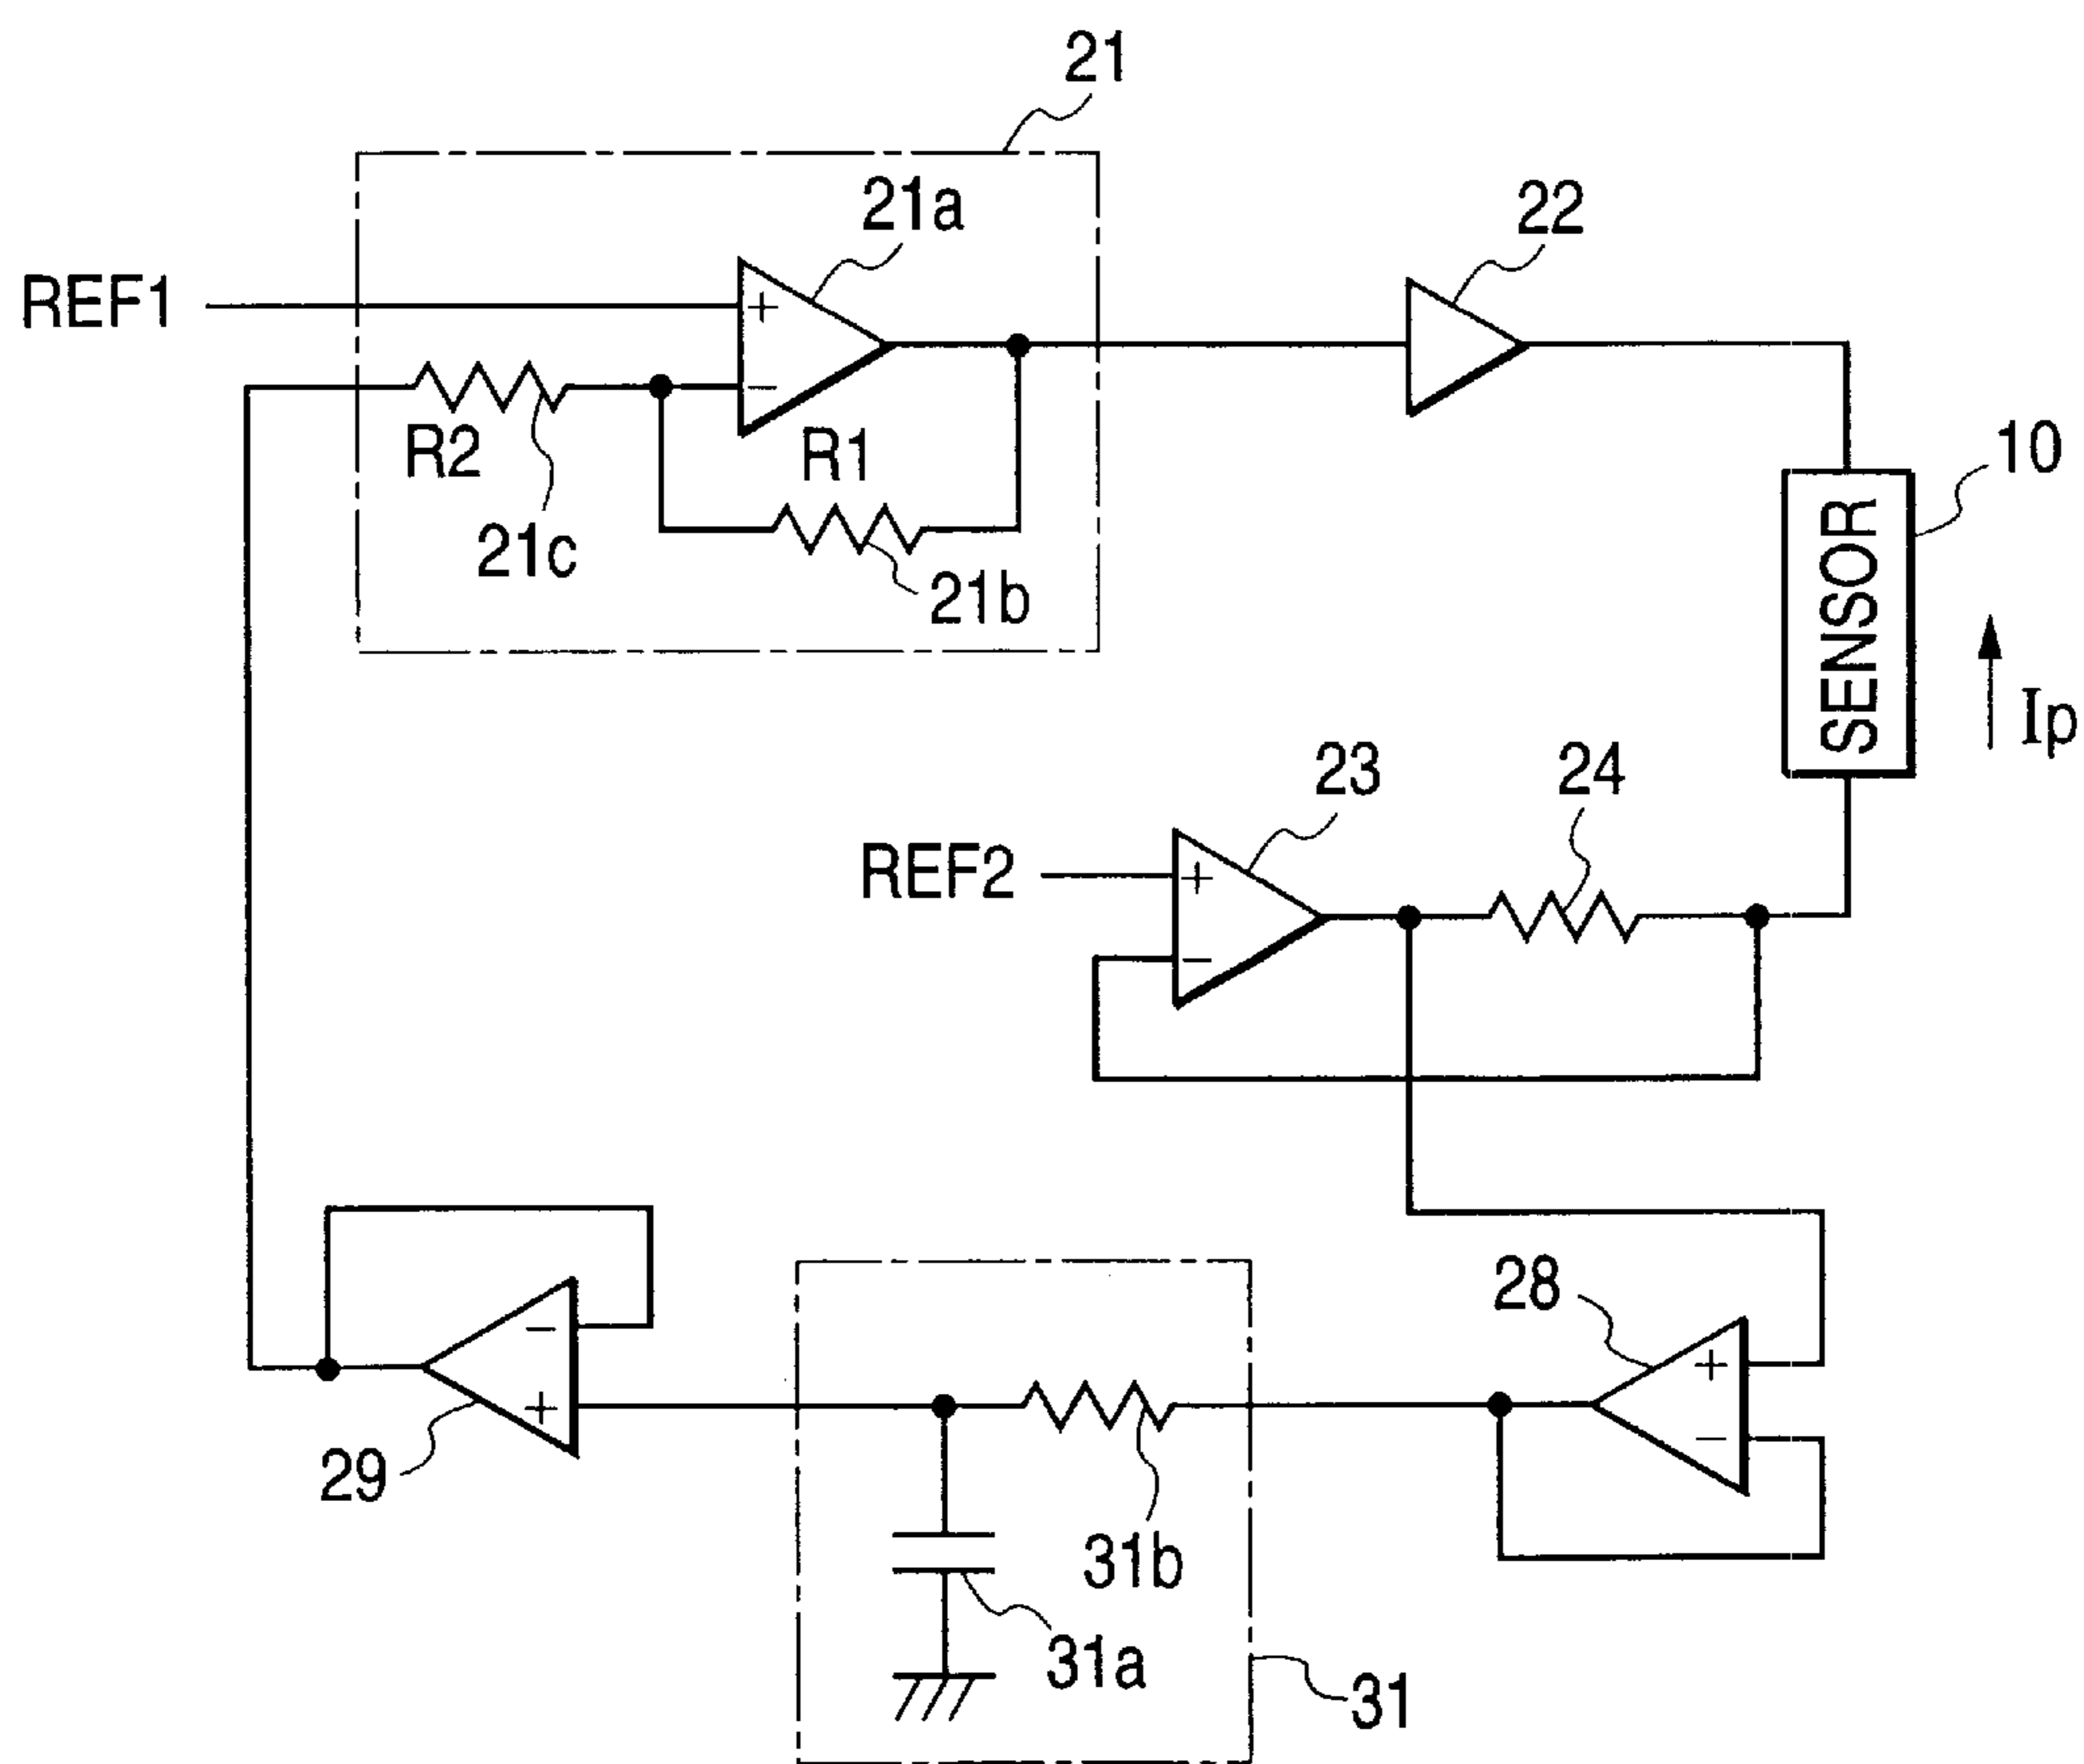 21
21a
22
REF1
+
−
R2
R1
21c
21b
10
SENSOR
Ip
23
24
REF2
+
−
28
−
+
+
−
29
31b
31a
31